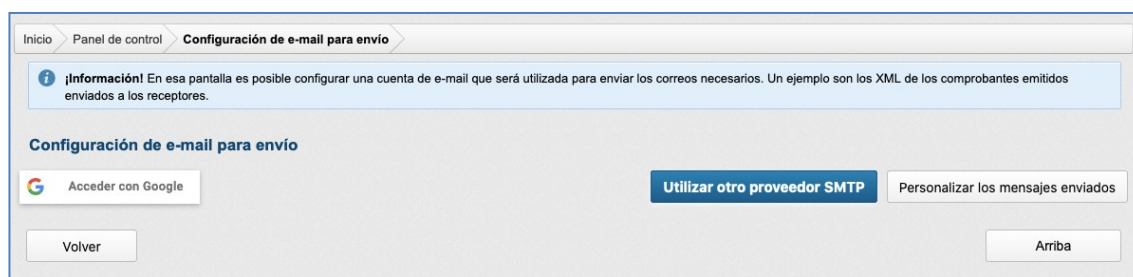 Inicio Panel de control Configuración de e-mail para envío
¡Información! En esa pantalla es posible configurar una cuenta de e-mail que será utilizada para enviar los correos necesarios. Un ejemplo son los XML de los comprobantes emitidos
enviados a los receptores.
Configuración de e-mail para envío
Acceder con Google Utilizar otro proveedor SMTP Personalizar los mensajes enviados
Volver Arriba